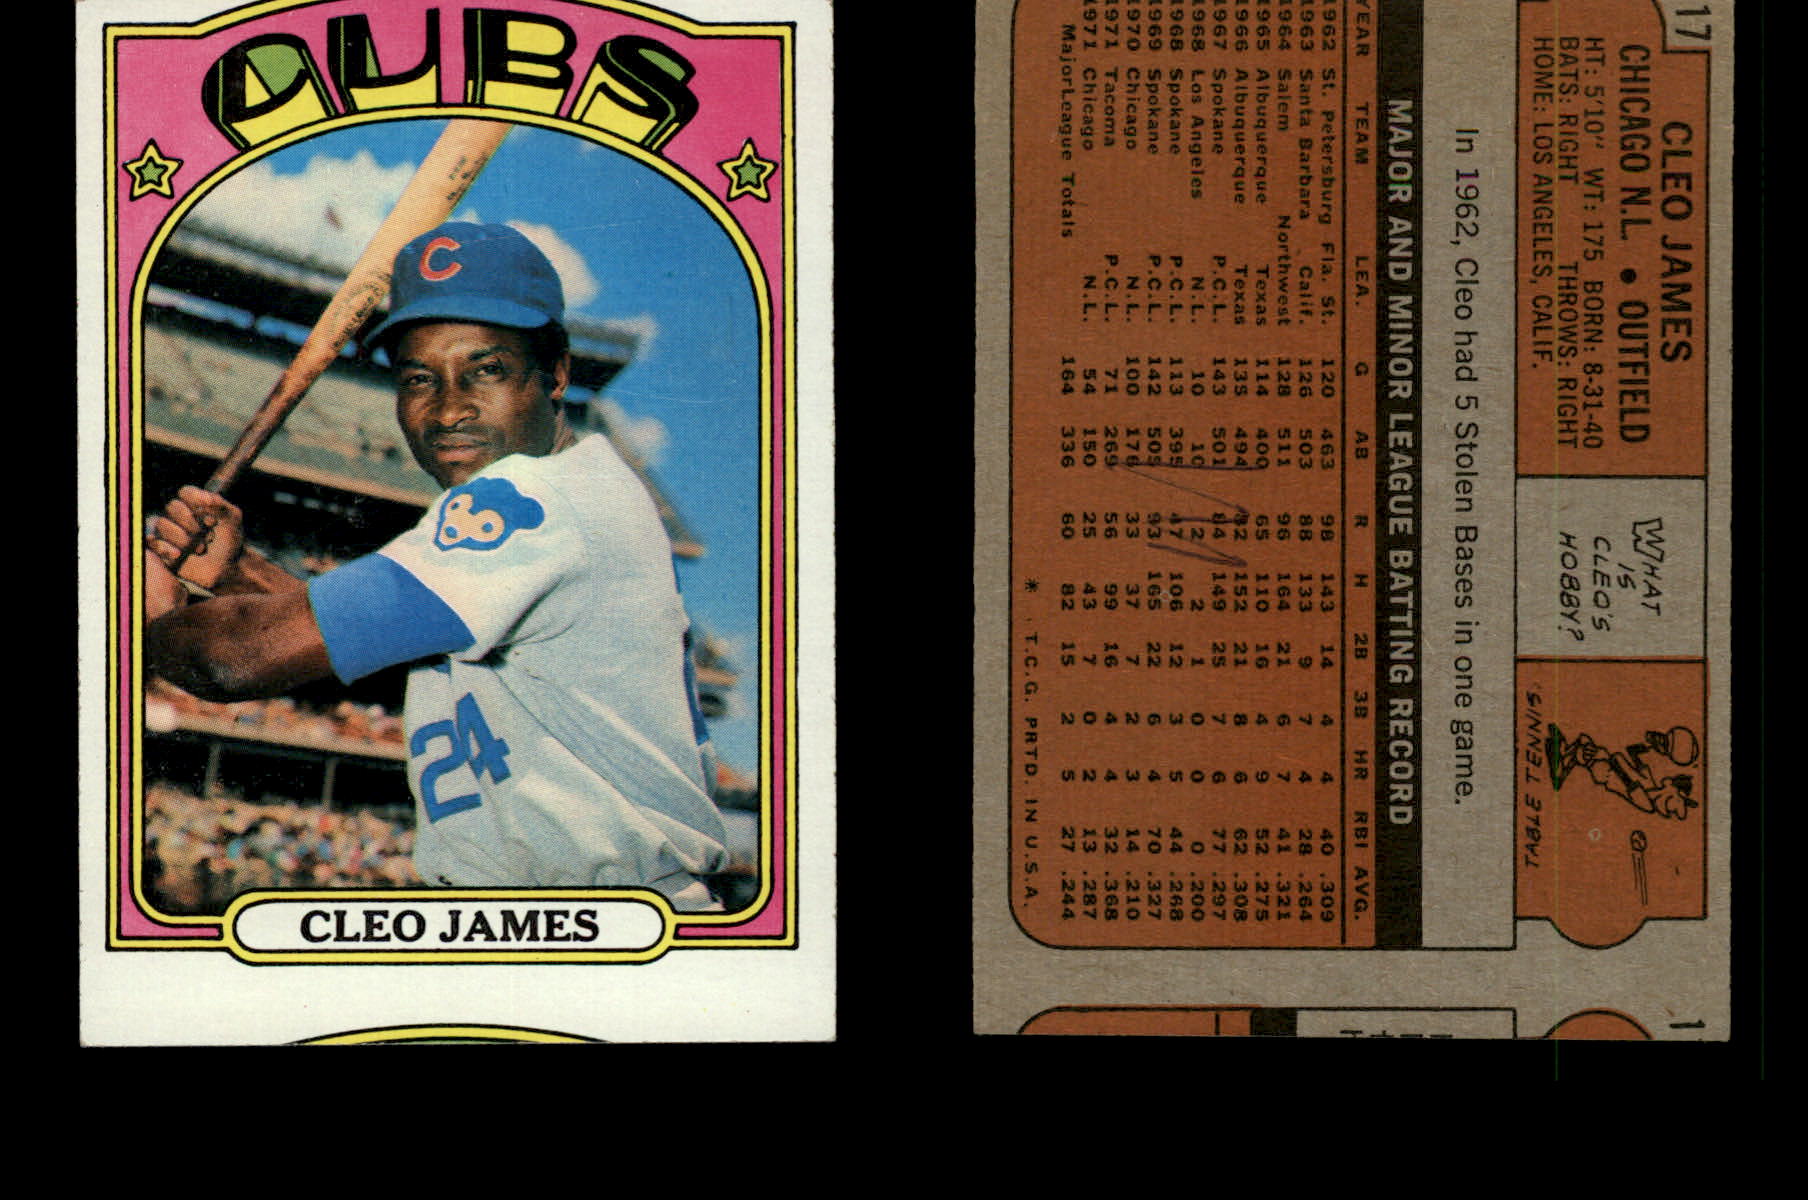 CUBS
CLEO JAMES
17
CLEO JAMES
CHICAGO N.L. • OUTFIELD
HT: 5'10" WT: 175 BORN: 8-31-40
BATS: RIGHT THROWS: RIGHT
HOME: LOS ANGELES, CALIF.
WHAT
IS
CLEO'S
HOBBY?
TABLE TENNIS
In 1962, Cleo had 5 Stolen Bases in one game.
MAJOR AND MINOR LEAGUE BATTING RECORD
YEAR TEAM LEA. G AB R H 2B 3B HR RBI AVG.
1962 St. Petersburg Fla. St. 120 463 98 143 14 4 4 40 .309
1963 Santa Barbara Calif. 126 503 88 133 9 7 4 28 .264
1964 Salem Northwest 128 511 96 164 21 6 7 41 .321
1965 Albuquerque Texas 114 400 65 110 16 4 9 52 .275
1966 Albuquerque Texas 135 494 152 21 8 6 62 .308
1967 Spokane P.C.L. 143 501 84 149 25 7 6 77 .297
1968 Los Angeles N.L. 10 10 2 2 1 0 0 0 .200
1968 Spokane P.C.L. 113 395 47 106 12 3 5 44 .268
1969 Spokane P.C.L. 142 505 93 165 22 6 4 70 .327
1970 Chicago N.L. 100 176 33 37 7 2 3 14 .210
1971 Tacoma P.C.L. 71 269 56 99 16 4 4 32 .368
1971 Chicago N.L. 54 150 25 43 7 0 2 13 .287
Major League Totals 164 336 60 82 15 2 5 27 .244
* T.C.G. PRTD. IN U.S.A.